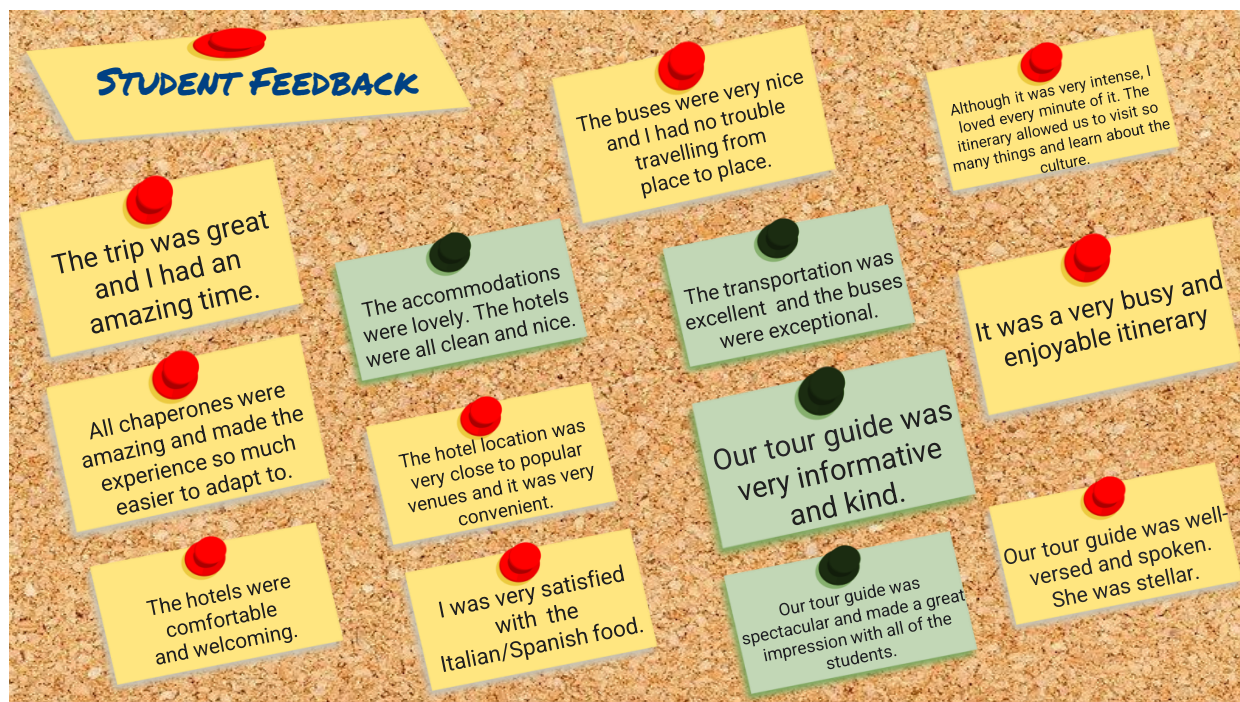 STUDENT FEEDBACK
The buses were very nice
and I had no trouble
travelling from
place to place.
Although it was very intense, I
loved every minute of it. The
itinerary allowed us to visit so
many things and learn about the
culture.
The trip was great
and I had an
amazing time.
The accommodations
were lovely. The hotels
were all clean and nice.
The transportation was
excellent and the buses
were exceptional.
It was a very busy and
enjoyable itinerary
All chaperones were
amazing and made the
experience so much
easier to adapt to.
The hotel location was
very close to popular
venues and it was very
convenient.
Our tour guide was
very informative
and kind.
Our tour guide was well-
versed and spoken.
She was stellar.
The hotels were
comfortable
and welcoming.
I was very satisfied
with the
Italian/Spanish food.
Our tour guide was
spectacular and made a great
impression with all of the
students.